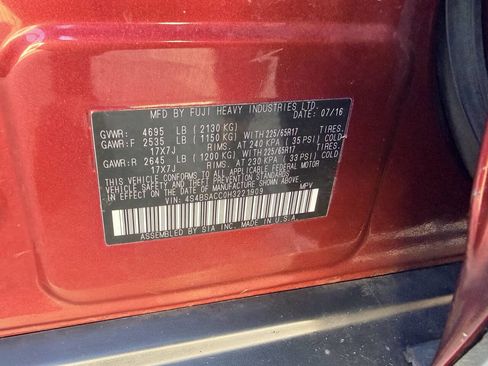 MFD BY FUJI HEAVY INDUSTRIES LTD. DATE: 07/16
GVWR: 4695 LB ( 2130 KG)
GAWR:F 2535 LB ( 1150 KG) WITH 225/65R17 TIRES.
17X7J RIMS. AT 240 KPA ( 35 PSI) COLD
GAWR:R 2645 LB ( 1200 KG) WITH 225/65R17 TIRES.
17X7J RIMS. AT 230 KPA ( 33 PSI) COLD
THIS VEHICLE CONFORMS TO ALL APPLICABLE FEDERAL MOTOR
VEHICLE SAFETY AND THEFT PREVENTION STANDARDS IN EFFECT ON THE
DATE OF MANUFACTURE SHOWN ABOVE.
VIN: 4S4BSACC0H3221909 MPV
ASSEMBLED BY SIA INC. MADE IN U.S.A.